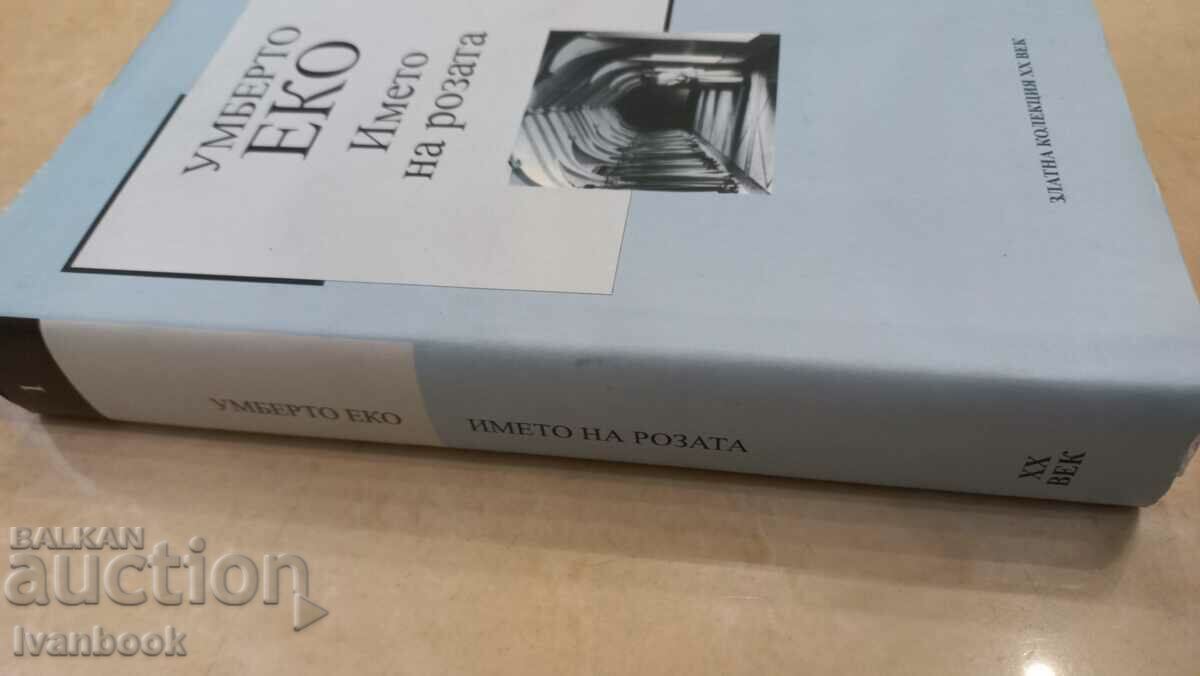 УМБЕРТО
ЕКО
Името
на розата
ЗЛАТНА КОЛЕКЦИЯ XX ВЕК
1
УМБЕРТО ЕКО
ИМЕТО НА РОЗАТА
XX
ВЕК
BALKAN
auction
Ivanbook